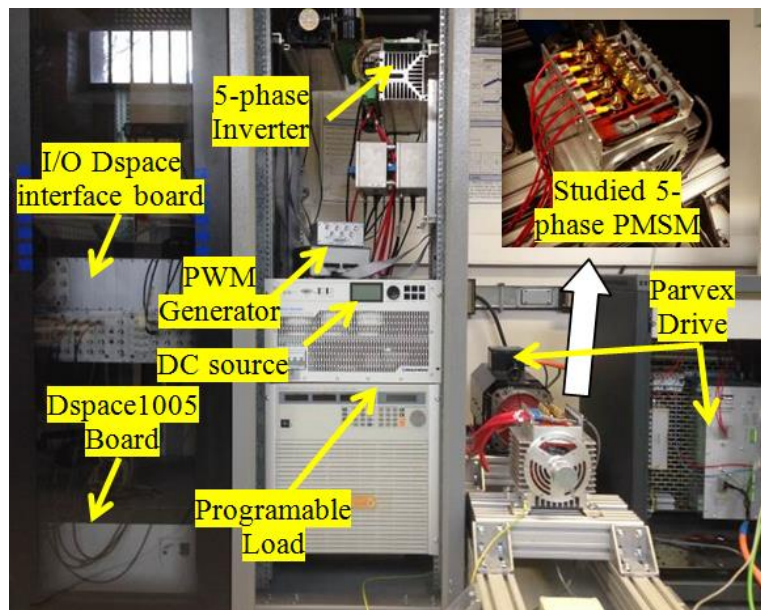 5-phase
Inverter
I/O Dspace
interface board
Studied 5-
phase PMSM
PWM
Generator
Parvex
Drive
DC source
Dspace1005
Board
Programable
Load